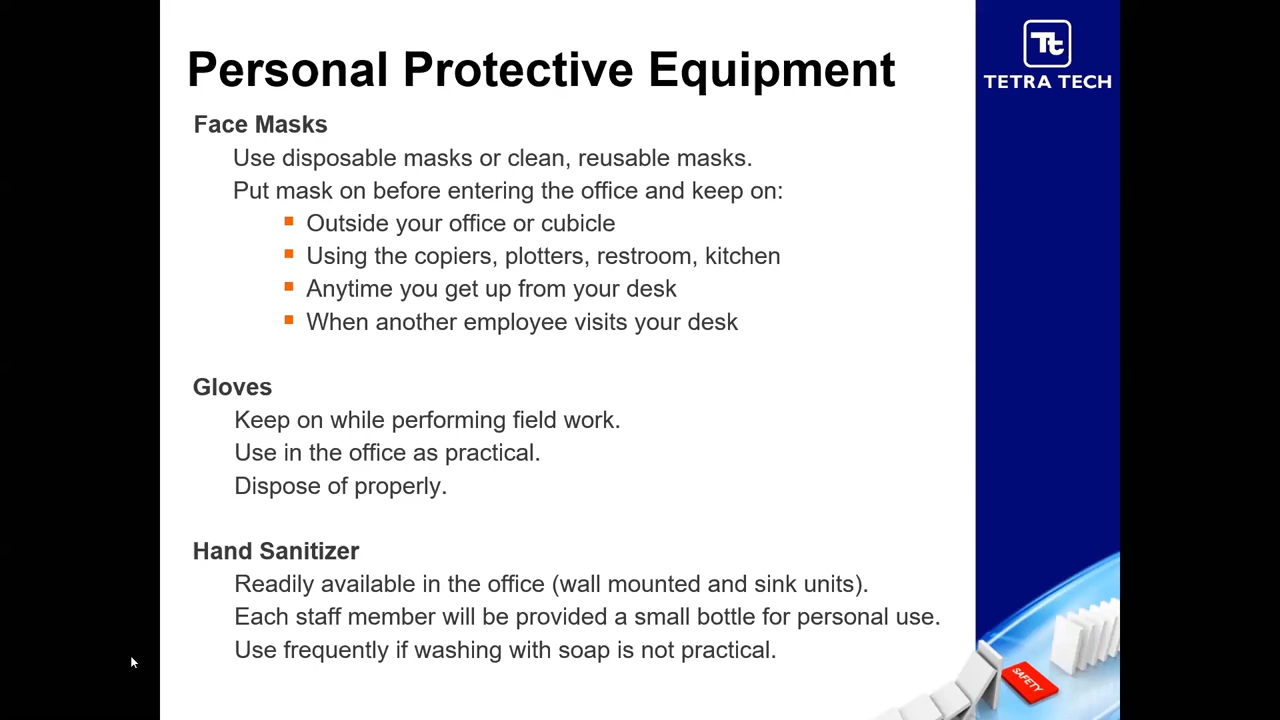 Personal Protective Equipment
Tt
TETRA TECH
Face Masks
Use disposable masks or clean, reusable masks.
Put mask on before entering the office and keep on:
Outside your office or cubicle
Using the copiers, plotters, restroom, kitchen
Anytime you get up from your desk
When another employee visits your desk
Gloves
Keep on while performing field work.
Use in the office as practical.
Dispose of properly.
Hand Sanitizer
Readily available in the office (wall mounted and sink units).
Each staff member will be provided a small bottle for personal use.
Use frequently if washing with soap is not practical.
SAFETY